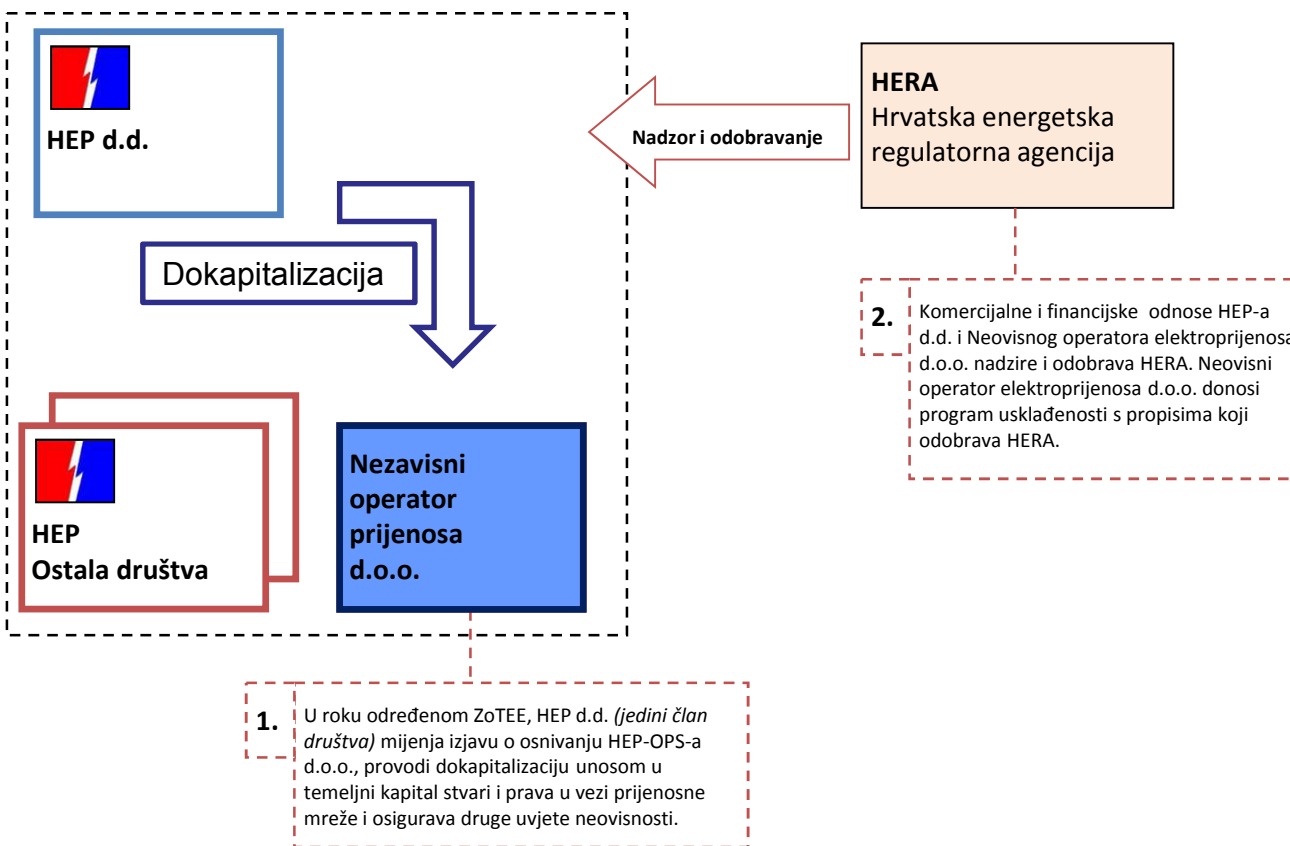 HEP d.d.
Dokapitalizacija
HEP
Ostala društva
Nezavisni
operator
prijenosa
d.o.o.
Nadzor i odobravanje
HERA
Hrvatska energetska
regulatorna agencija
2.
Komercijalne i financijske odnose HEP-a
d.d. i Neovisnog operatora elektroprijenosa
d.o.o. nadzire i odobrava HERA. Neovisni
operator elektroprijenosa d.o.o. donosi
program usklađenosti s propisima koji
odobrava HERA.
1.
U roku određenom ZoTEE, HEP d.d. (jedini član
društva) mijenja izjavu o osnivanju HEP-OPS-a
d.o.o., provodi dokapitalizaciju unosom u
temeljni kapital stvari i prava u vezi prijenosne
mreže i osigurava druge uvjete neovisnosti.